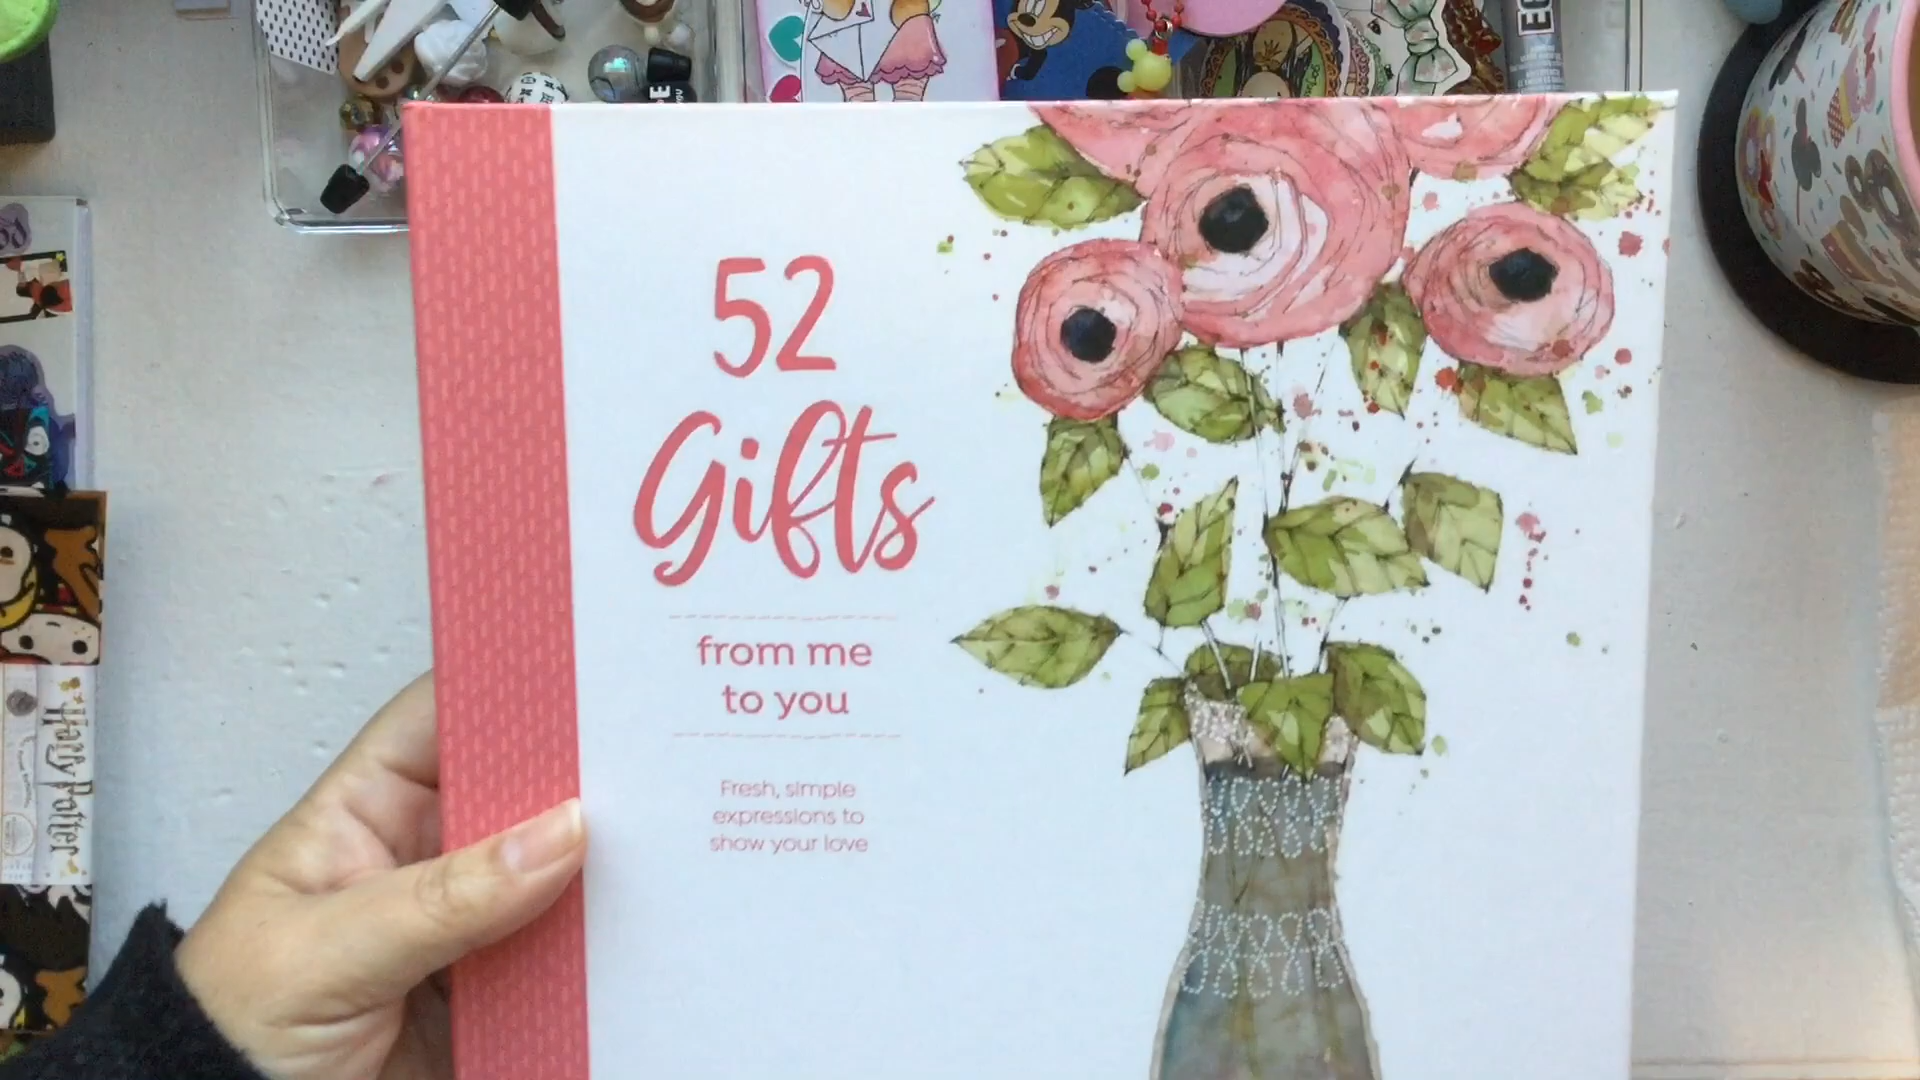 52
Gifts
from me
to you
Fresh, simple
expressions to
show your love
Harry Potter